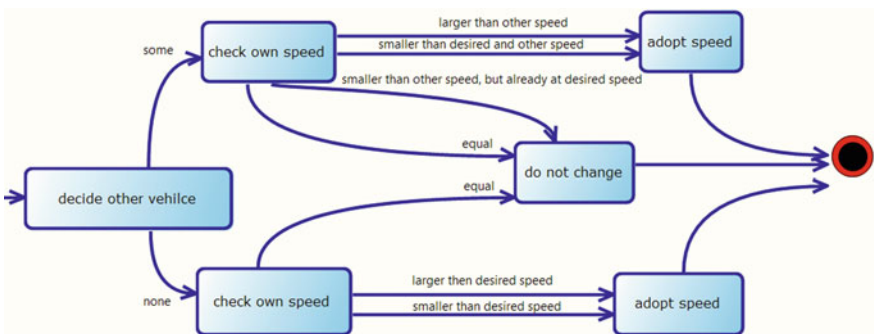 larger than other speed
some
check own speed
smaller than desired and other speed
adopt speed
smaller than other speed, but already at desired speed
equal
do not change
equal
decide other vehilce
larger then desired speed
none
check own speed
smaller than desired speed
adopt speed